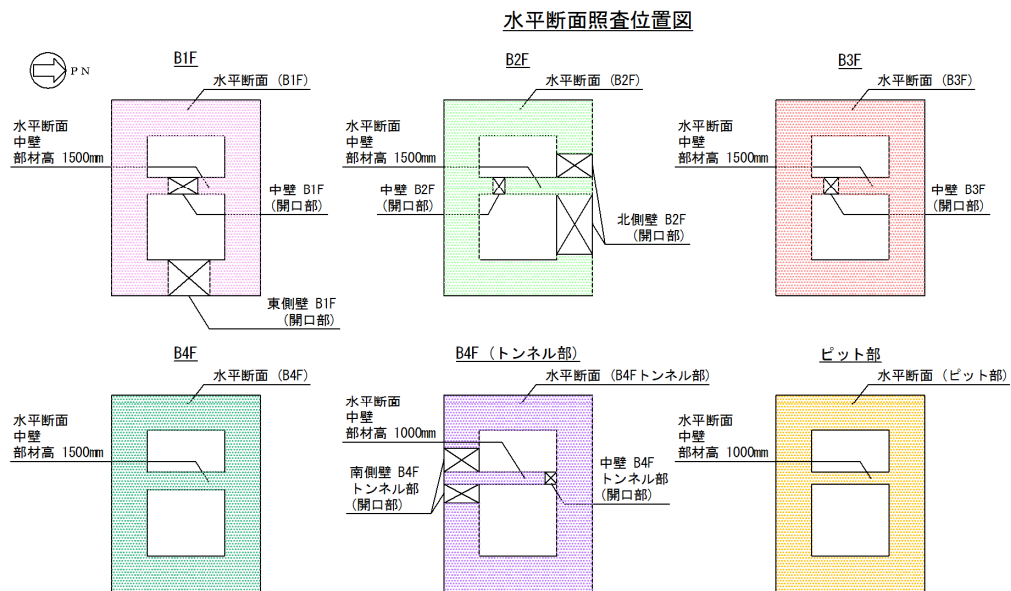 水平断面照査位置図
PN
B1F
水平断面 (B1F)
水平断面
中壁
部材高 1500mm
中壁 B1F
(開口部)
東側壁 B1F
(開口部)
B2F
水平断面 (B2F)
水平断面
中壁
部材高 1500mm
中壁 B2F
(開口部)
北側壁 B2F
(開口部)
B3F
水平断面 (B3F)
水平断面
中壁
部材高 1500mm
中壁 B3F
(開口部)
B4F
水平断面 (B4F)
水平断面
中壁
部材高 1500mm
B4F (トンネル部)
水平断面 (B4Fトンネル部)
水平断面
中壁
部材高 1000mm
南側壁 B4F
トンネル部
(開口部)
中壁 B4F
トンネル部
(開口部)
ピット部
水平断面 (ピット部)
水平断面
中壁
部材高 1000mm